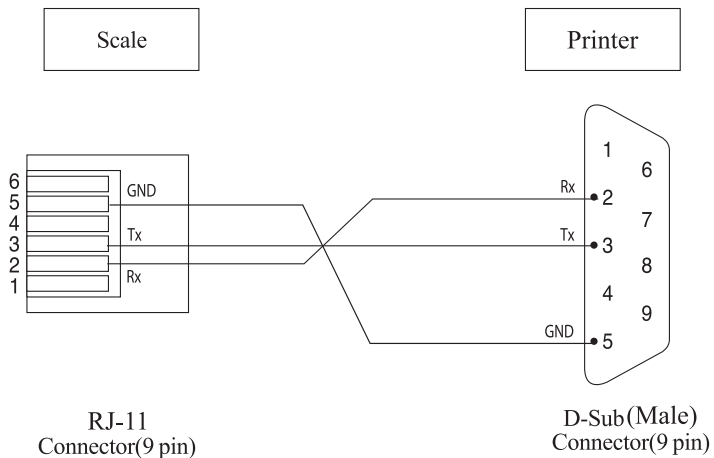 Scale
Printer
6
5
4
3
2
1
GND
Tx
Rx
Rx
Tx
GND
1
2
3
4
5
6
7
8
9
RJ-11
Connector(9 pin)
D-Sub(Male)
Connector(9 pin)